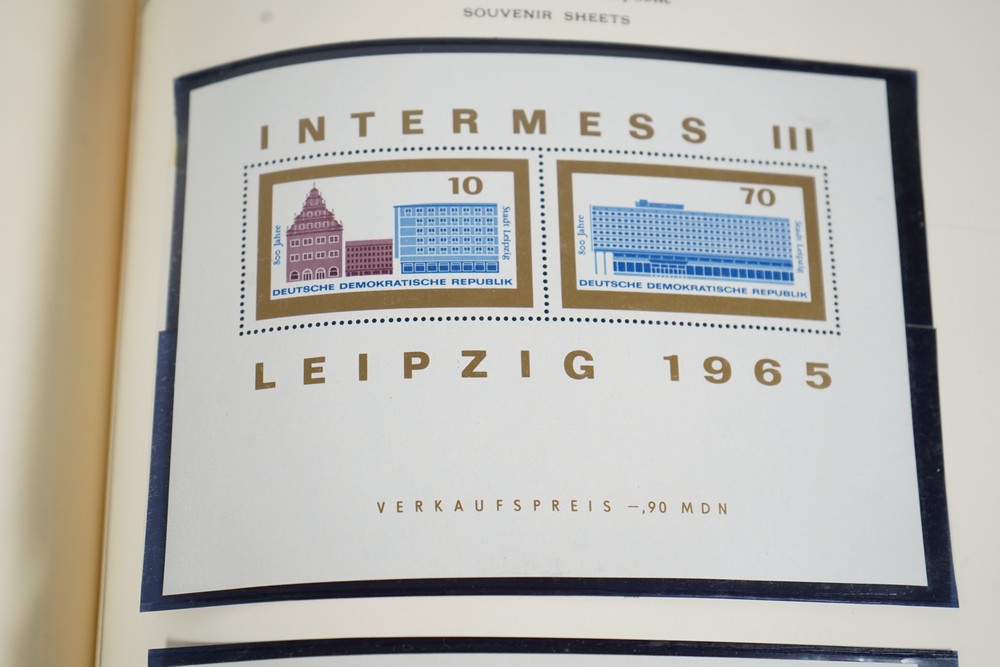 SOUVENIR SHEETS
INTERMESS III
10
800 Jahre
Stadt Leipzig
DEUTSCHE DEMOKRATISCHE REPUBLIK
70
800 Jahre
Stadt Leipzig
DEUTSCHE DEMOKRATISCHE REPUBLIK
LEIPZIG 1965
VERKAUFSPREIS –,90 MDN